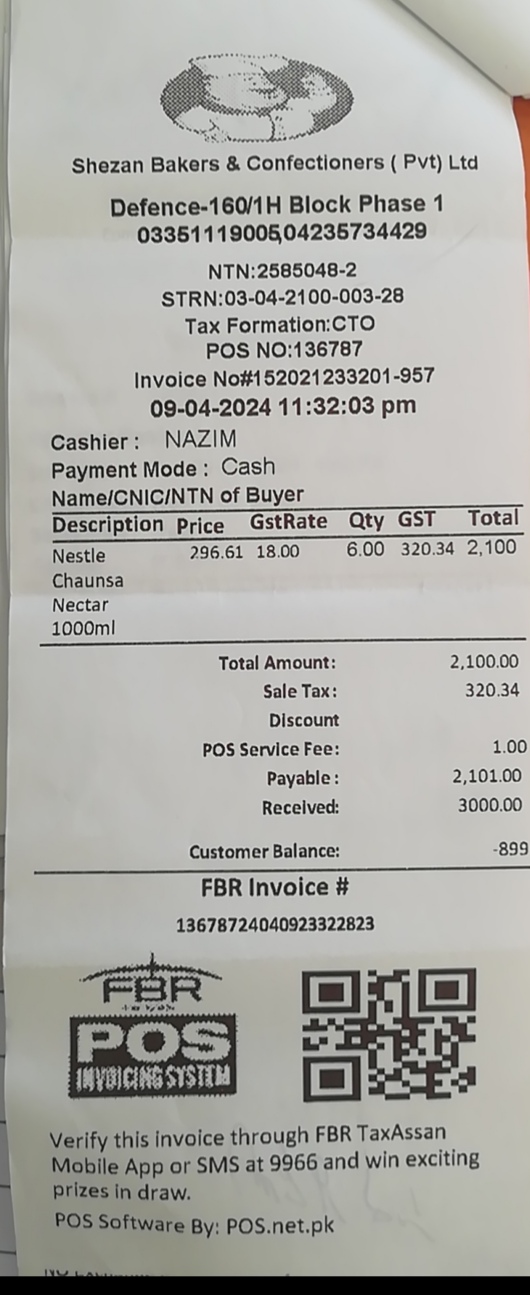 Shezan Bakers & Confectioners ( Pvt) Ltd
Defence-160/1H Block Phase 1
03351119005,04235734429
NTN:2585048-2
STRN:03-04-2100-003-28
Tax Formation:CTO
POS NO:136787
Invoice No#152021233201-957
09-04-2024 11:32:03 pm
Cashier : NAZIM
Payment Mode : Cash
Name/CNIC/NTN of Buyer
Description Price GstRate Qty GST Total
Nestle 296.61 18.00 6.00 320.34 2,100
Chaunsa
Nectar
1000ml
Total Amount: 2,100.00
Sale Tax: 320.34
Discount
POS Service Fee: 1.00
Payable : 2,101.00
Received: 3000.00
Customer Balance: -899
FBR Invoice #
13678724040923322823
FBR
POS
INVOICING SYSTEM
Verify this invoice through FBR TaxAssan
Mobile App or SMS at 9966 and win exciting
prizes in draw.
POS Software By: POS.net.pk